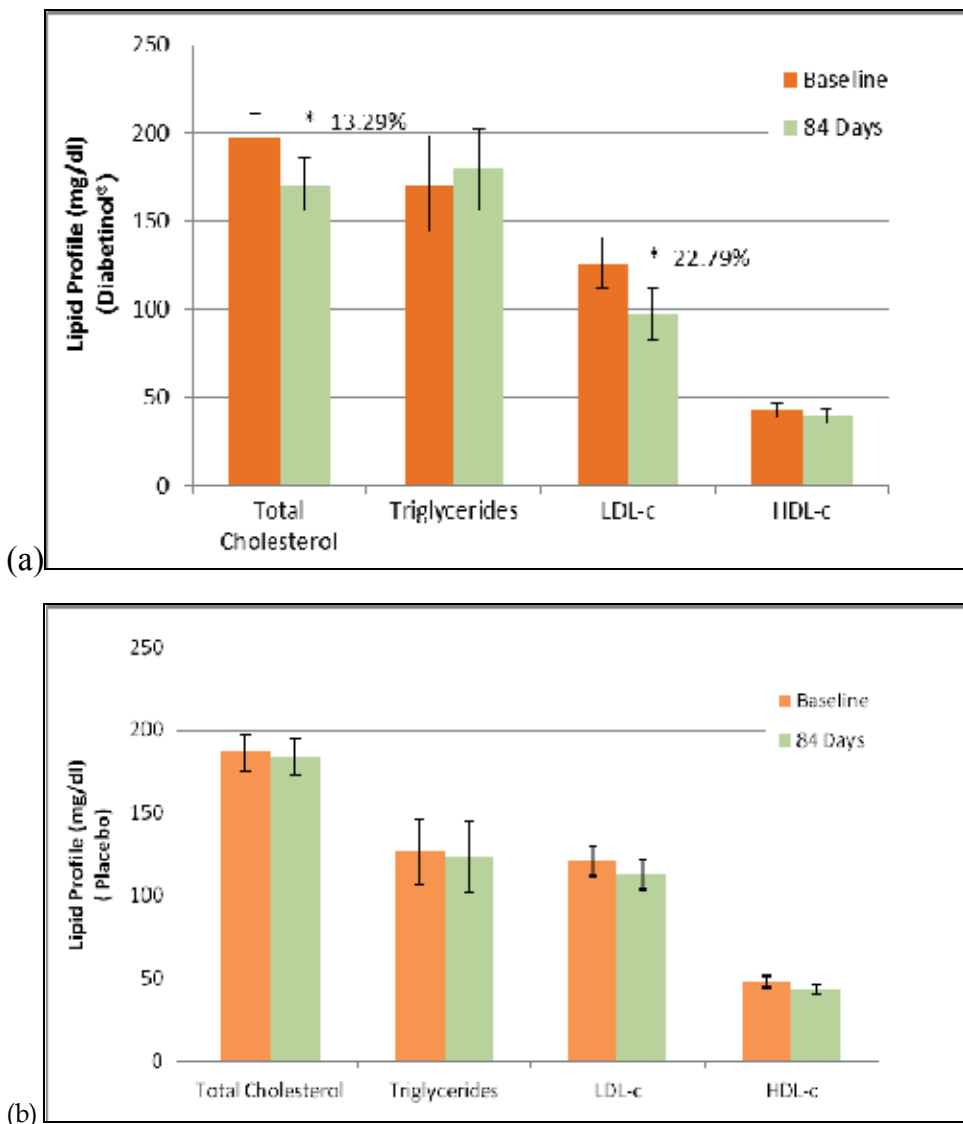 250
200
150
100
50
0
Lipid Profile (mg/dl)
(Diabetinol®)
Baseline
84 Days
* 13.29%
* 22.79%
Total
Cholesterol
Triglycerides
LDL-c
HDL-c
(a)
250
200
150
100
50
0
Lipid Profile (mg/dl)
( Placebo)
Baseline
84 Days
Total Cholesterol
Triglycerides
LDL-c
HDL-c
(b)